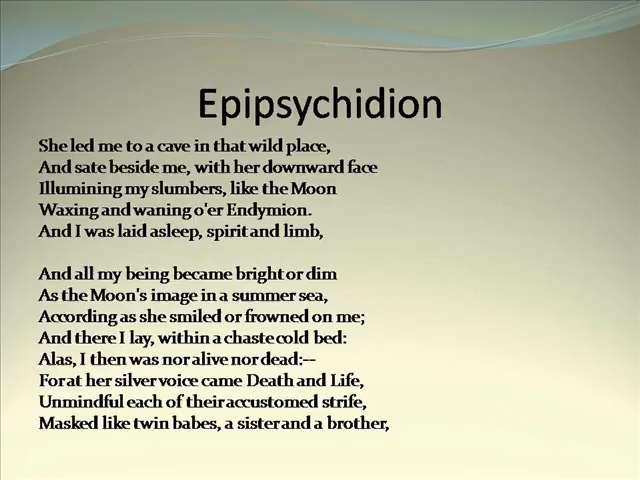 Epipsychidion
She led me to a cave in that wild place,
And sate beside me, with her downward face
Illumining my slumbers, like the Moon
Waxing and waning o'er Endymion.
And I was laid asleep, spirit and limb,
And all my being became bright or dim
As the Moon's image in a summer sea,
According as she smiled or frowned on me;
And there I lay, within a chaste cold bed:
Alas, I then was nor alive nor dead:--
For at her silver voice came Death and Life,
Unmindful each of their accustomed strife,
Masked like twin babes, a sister and a brother,